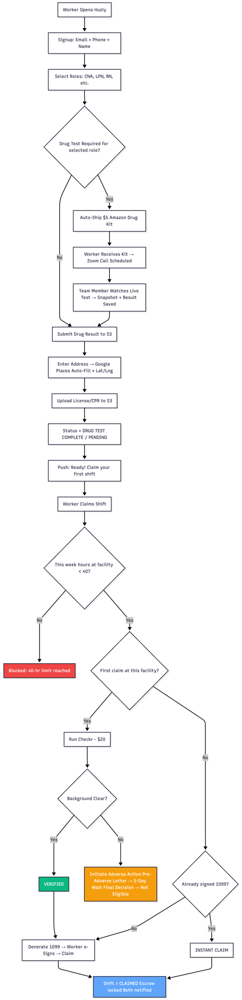 Worker Opens Huzly
Signup: Email + Phone +
Name
Select Roles: CNA, LPN, RN,
etc.
Drug Test Required for
selected role?
Yes
Auto-Ship $5 Amazon Drug
Kit
Worker Receives Kit →
Zoom Call Scheduled
No
Team Member Watches Live
Test → Snapshot + Result
Saved
Submit Drug Result to S3
Enter Address → Google
Places Auto-Fill + Lat/Lng
Upload License/CPR to S3
Status = DRUG TEST
COMPLETE / PENDING
Push: Ready! Claim your
first shift
Worker Claims Shift
This week hours at facility
< 40?
No
Yes
Blocked: 40-hr limit reached
First claim at this facility?
Yes
Run Checkr - $20
No
Background Clear?
Yes
No
VERIFIED
Initiate Adverse Action Pre-
Adverse Letter → 5-Day
Wait Final Decision → Not
Eligible
Already signed 1099?
No
Yes
Generate 1099 → Worker e-
Signs → Claim
INSTANT CLAIM
Shift = CLAIMED Escrow
locked Both notified